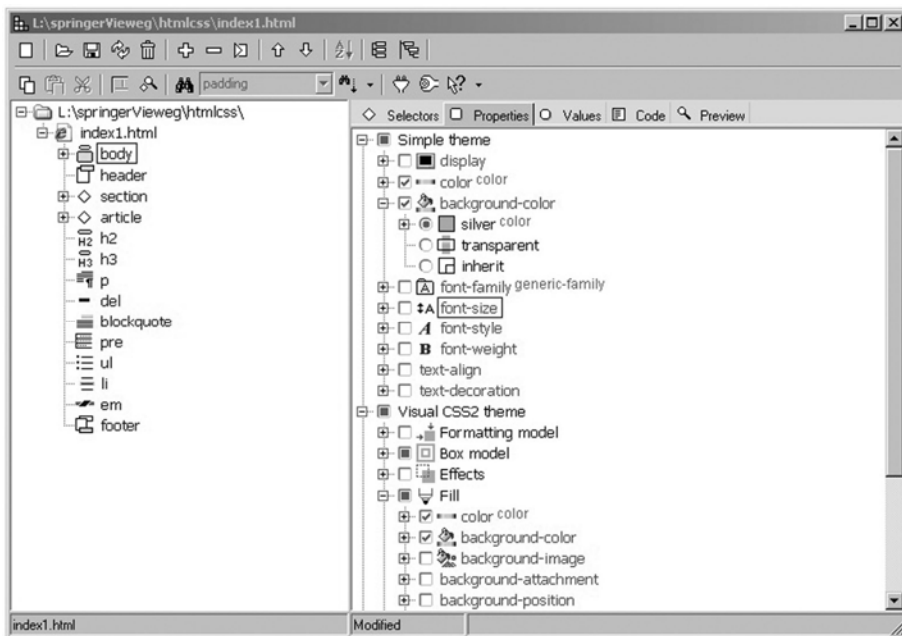 L:\springerVieweg\htmlcss\index1.html
padding
L:\springerVieweg\htmlcss\
index1.html
body
header
section
article
H2 h2
H3 h3
p
del
blockquote
pre
ul
li
em
footer
Selectors Properties Values Code Preview
Simple theme
display
color color
background-color
silver color
transparent
inherit
A font-family generic-family
A font-size
A font-style
B font-weight
text-align
text-decoration
Visual CSS2 theme
Formatting model
Box model
Effects
Fill
color color
background-color
background-image
background-attachment
background-position
index1.html Modified